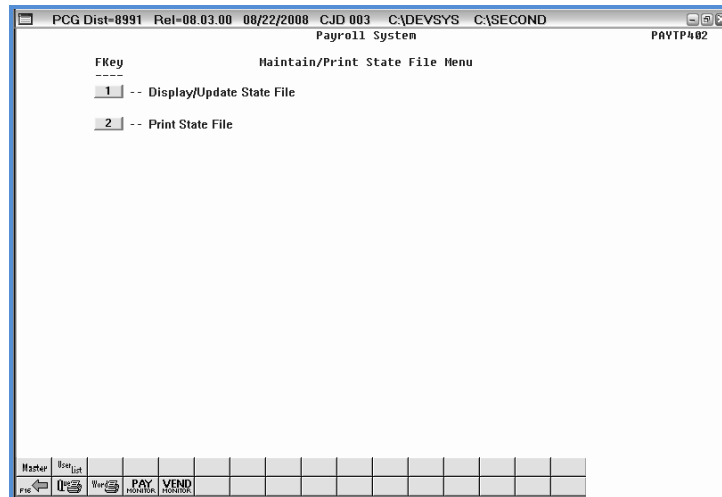 PCG Dist=8991 Rel=08.03.00 08/22/2008 CJD 003 C:\DEVSYS C:\SECOND
Payroll System PAYTP402
FKey Maintain/Print State File Menu
----
1 -- Display/Update State File
2 -- Print State File
Master User List
F16 PAY MONITOR VEND MONITOR